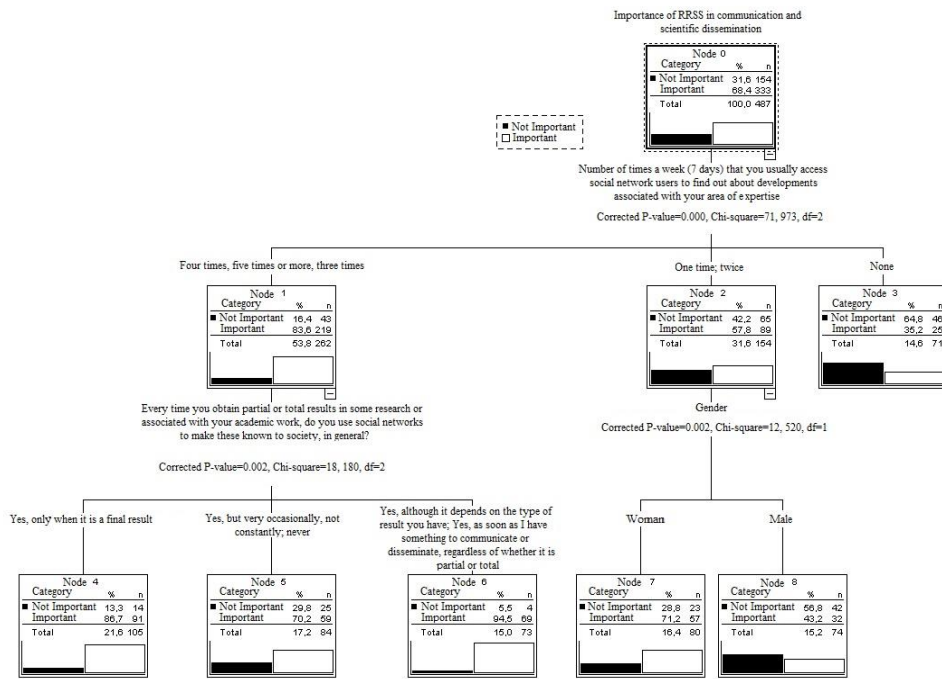 Importance of RRSS in communication and
scientific dissemination
Node 0
Category % n
Not Important 31,6 154
Important 68,4 333
Total 100,0 487
Not Important
Important
Number of times a week (7 days) that you usually access
social network users to find out about developments
associated with your area of expertise
Corrected P-value=0.000, Chi-square=71, 973, df=2
Four times, five times or more, three times
One time; twice
None
Node 1
Category % n
Not Important 16,4 43
Important 83,6 219
Total 53,8 262
Node 2
Category % n
Not Important 42,2 65
Important 57,8 89
Total 31,6 154
Node 3
Category % n
Not Important 64,8 46
Important 35,2 25
Total 14,6 71
Every time you obtain partial or total results in some research or
associated with your academic work, do you use social networks
to make these known to society, in general?
Corrected P-value=0.002, Chi-square=18, 180, df=2
Gender
Corrected P-value=0.002, Chi-square=12, 520, df=1
Yes, only when it is a final result
Yes, but very occasionally, not
constantly; never
Yes, although it depends on the type of
result you have; Yes, as soon as I have
something to communicate or
disseminate, regardless of whether it is
partial or total
Woman
Male
Node 4
Category % n
Not Important 13,3 14
Important 86,7 91
Total 21,6 105
Node 5
Category % n
Not Important 29,8 25
Important 70,2 59
Total 17,2 84
Node 6
Category % n
Not Important 5,5 4
Important 94,5 69
Total 15,0 73
Node 7
Category % n
Not Important 28,8 23
Important 71,2 57
Total 16,4 80
Node 8
Category % n
Not Important 56,8 42
Important 43,2 32
Total 15,2 74